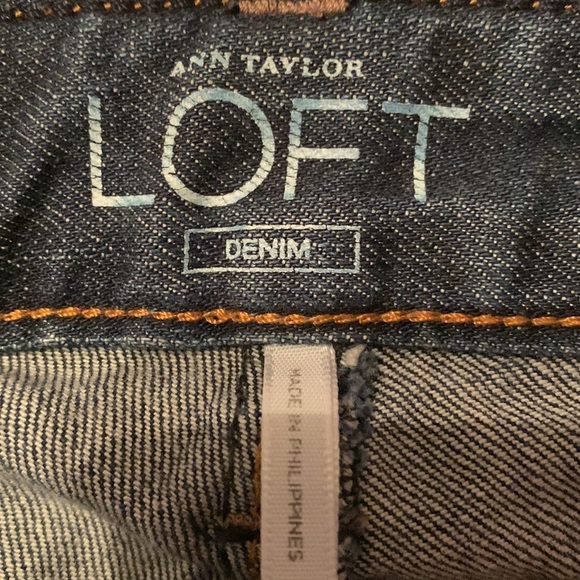 ANN TAYLOR
LOFT
DENIM
MADE IN PHILIPPINES